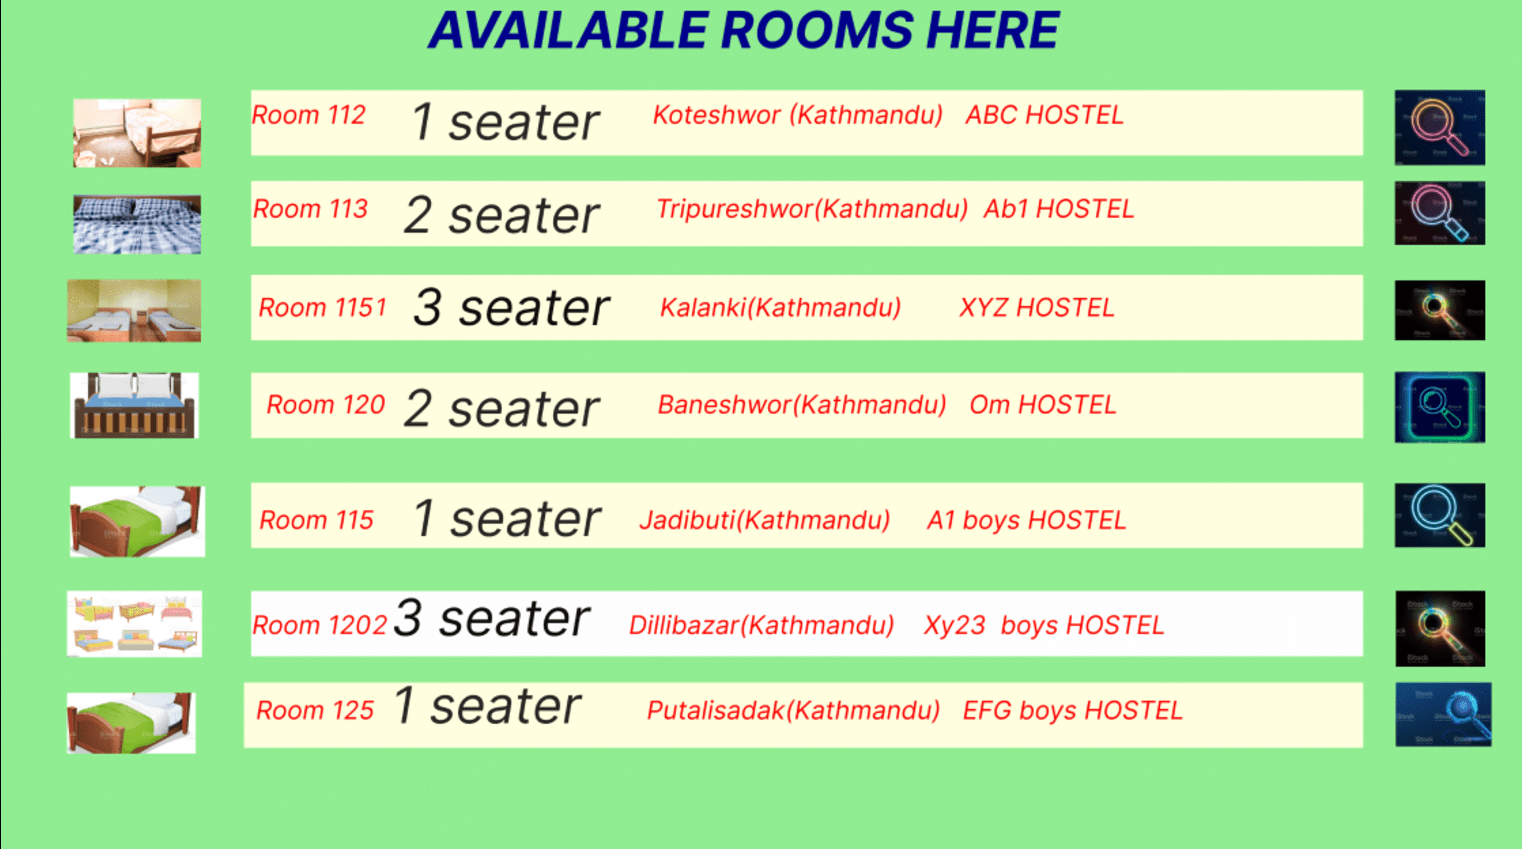 AVAILABLE ROOMS HERE
Room 112 1 seater Koteshwor (Kathmandu) ABC HOSTEL
Room 113 2 seater Tripureshwor(Kathmandu) Ab1 HOSTEL
Room 1151 3 seater Kalanki(Kathmandu) XYZ HOSTEL
Room 120 2 seater Baneshwor(Kathmandu) Om HOSTEL
Room 115 1 seater Jadibuti(Kathmandu) A1 boys HOSTEL
Room 1202 3 seater Dillibazar(Kathmandu) Xy23 boys HOSTEL
Room 125 1 seater Putalisadak(Kathmandu) EFG boys HOSTEL